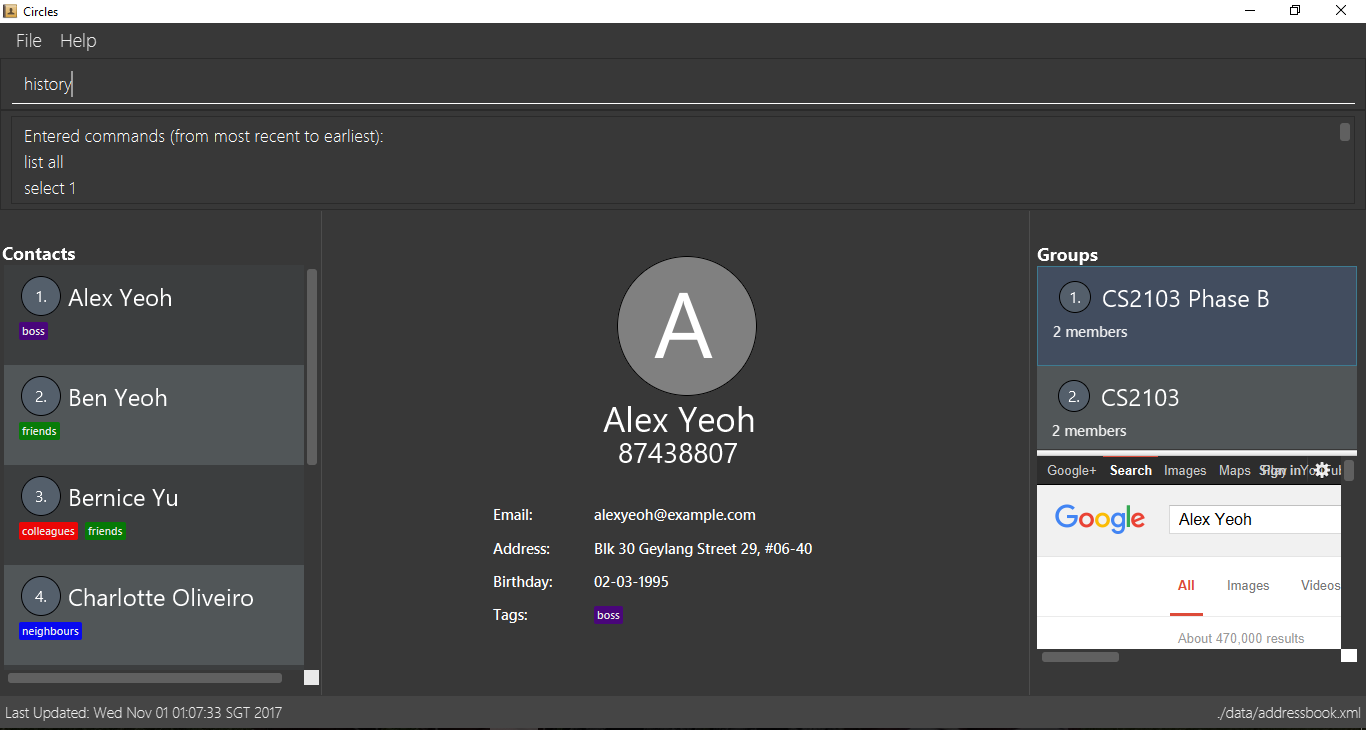 Circles
File Help
history
Entered commands (from most recent to earliest):
list all
select 1
Contacts
1. Alex Yeoh
boss
2. Ben Yeoh
friends
3. Bernice Yu
colleagues friends
4. Charlotte Oliveiro
neighbours
A
Alex Yeoh
87438807
Email: alexyeoh@example.com
Address: Blk 30 Geylang Street 29, #06-40
Birthday: 02-03-1995
Tags: boss
Groups
1. CS2103 Phase B
2 members
2. CS2103
2 members
Google+ Search Images Maps
Google Alex Yeoh
All Images Videos
About 470,000 results
Last Updated: Wed Nov 01 01:07:33 SGT 2017 ./data/addressbook.xml